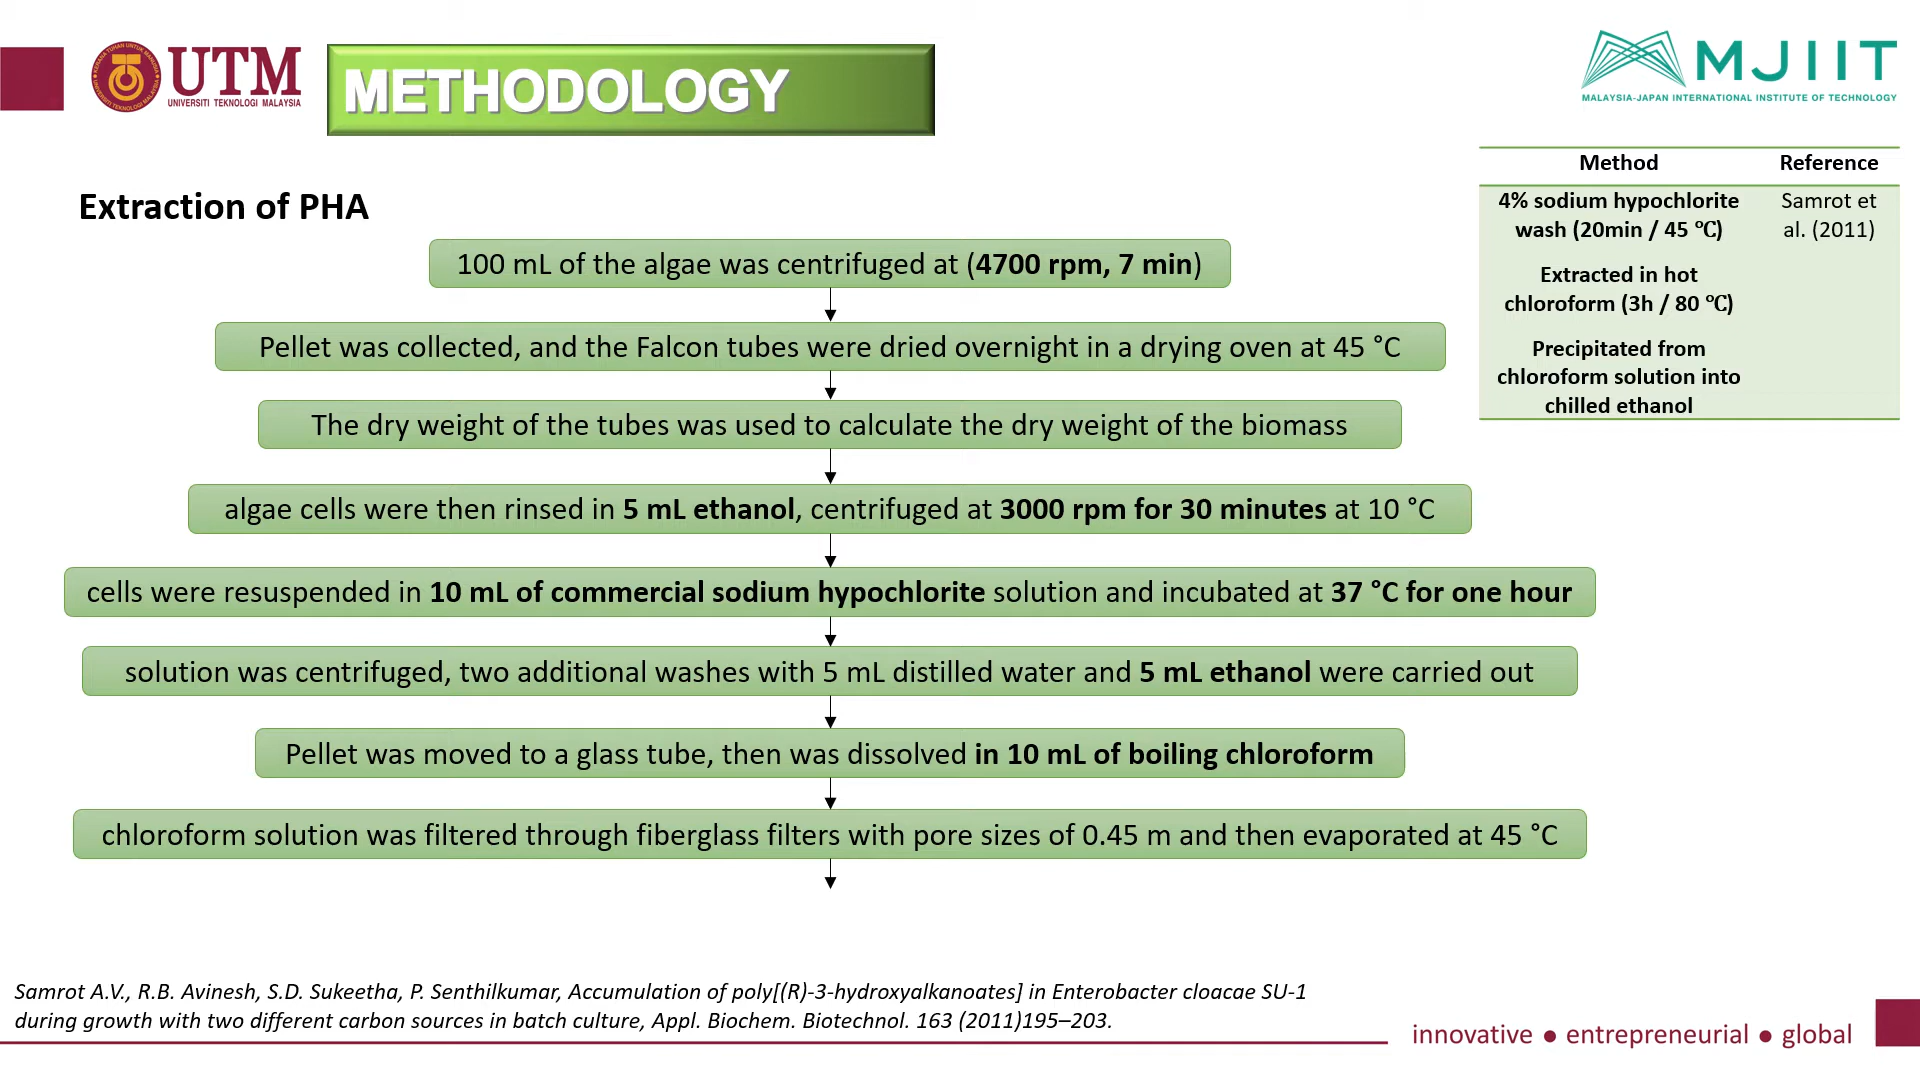 UTM
UNIVERSITI TEKNOLOGI MALAYSIA
METHODOLOGY
MJIIT
MALAYSIA-JAPAN INTERNATIONAL INSTITUTE OF TECHNOLOGY
Method Reference
4% sodium hypochlorite Samrot et
wash (20min / 45 ℃) al. (2011)
Extracted in hot
chloroform (3h / 80 ℃)
Precipitated from
chloroform solution into
chilled ethanol
Extraction of PHA
100 mL of the algae was centrifuged at (4700 rpm, 7 min)
Pellet was collected, and the Falcon tubes were dried overnight in a drying oven at 45 °C
The dry weight of the tubes was used to calculate the dry weight of the biomass
algae cells were then rinsed in 5 mL ethanol, centrifuged at 3000 rpm for 30 minutes at 10 °C
cells were resuspended in 10 mL of commercial sodium hypochlorite solution and incubated at 37 °C for one hour
solution was centrifuged, two additional washes with 5 mL distilled water and 5 mL ethanol were carried out
Pellet was moved to a glass tube, then was dissolved in 10 mL of boiling chloroform
chloroform solution was filtered through fiberglass filters with pore sizes of 0.45 m and then evaporated at 45 °C
Samrot A.V., R.B. Avinesh, S.D. Sukeetha, P. Senthilkumar, Accumulation of poly[(R)-3-hydroxyalkanoates] in Enterobacter cloacae SU-1
during growth with two different carbon sources in batch culture, Appl. Biochem. Biotechnol. 163 (2011)195–203.
innovative ● entrepreneurial ● global